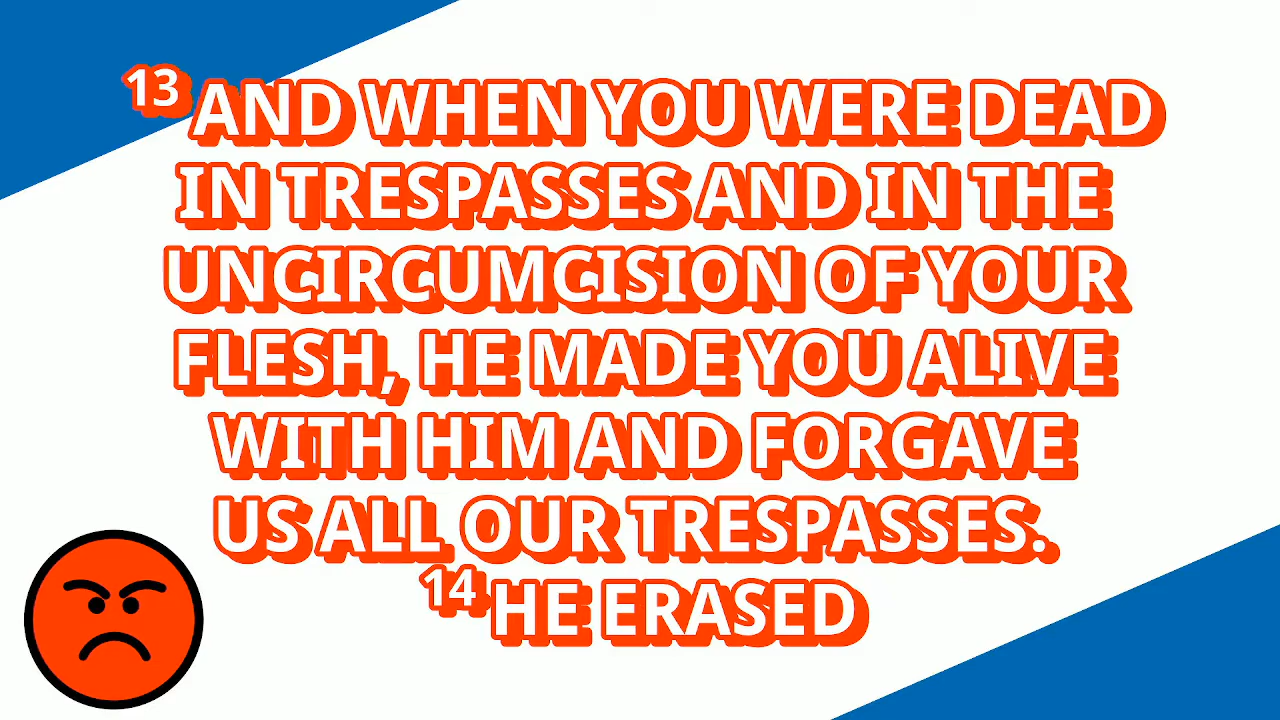 13 AND WHEN YOU WERE DEAD
IN TRESPASSES AND IN THE
UNCIRCUMCISION OF YOUR
FLESH, HE MADE YOU ALIVE
WITH HIM AND FORGAVE
US ALL OUR TRESPASSES.
14 HE ERASED